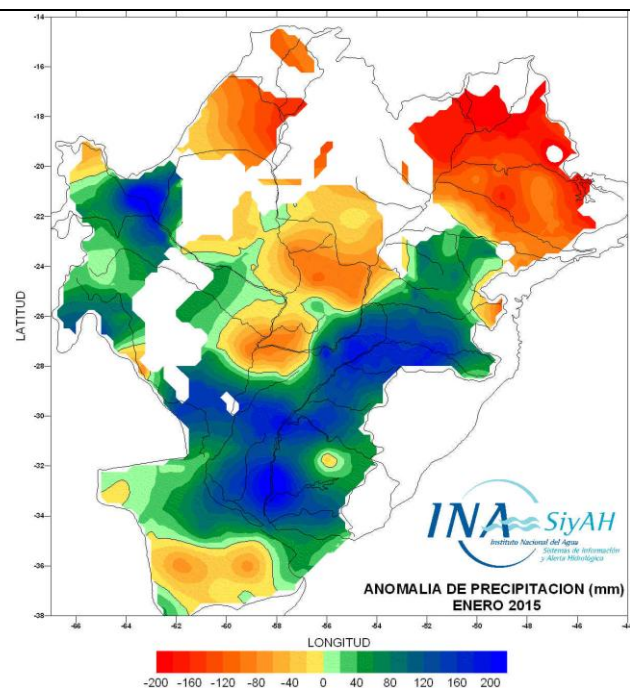 -14
-16
-18
-20
-22
-24
-26
-28
-30
-32
-34
-36
-38
LATITUD
INA SiyAH
Instituto Nacional del Agua
Sistemas de Información
y Alerta Hidrológico
ANOMALIA DE PRECIPITACION (mm)
ENERO 2015
-66 -64 -62 -60 -58 -56 -54 -52 -50 -48 -46 -44
LONGITUD
-200 -160 -120 -80 -40 0 40 80 120 160 200